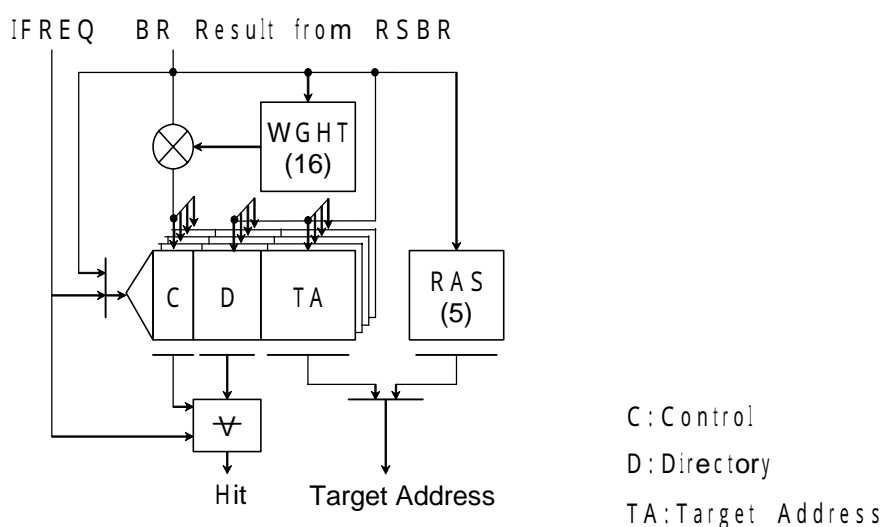 IFREQ BR Result from RSBR
WGHT
(16)
C D TA
RAS
(5)
∀
Hit Target Address
C:Control
D:Directory
TA:Target Address